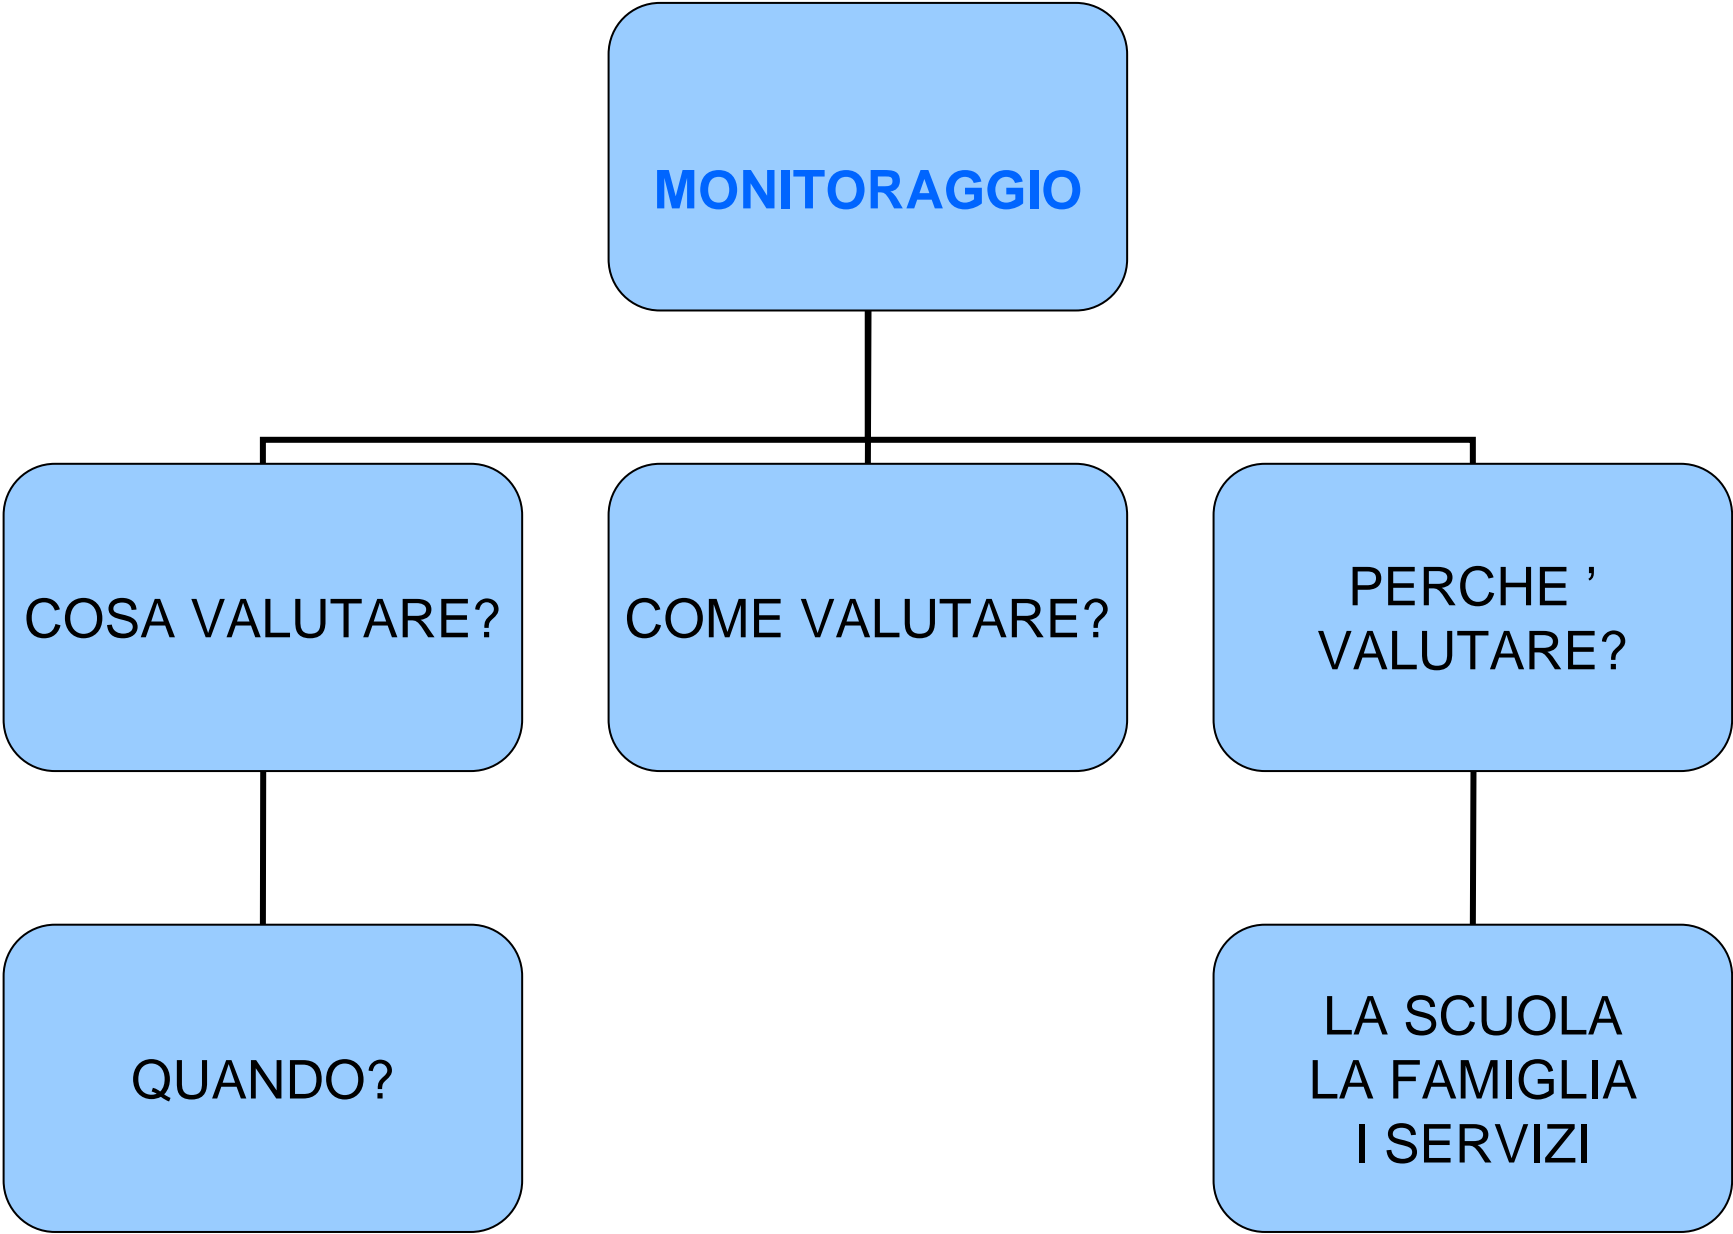 MONITORAGGIO
COSA VALUTARE?
COME VALUTARE?
PERCHE ’
VALUTARE?
QUANDO?
LA SCUOLA
LA FAMIGLIA
I SERVIZI